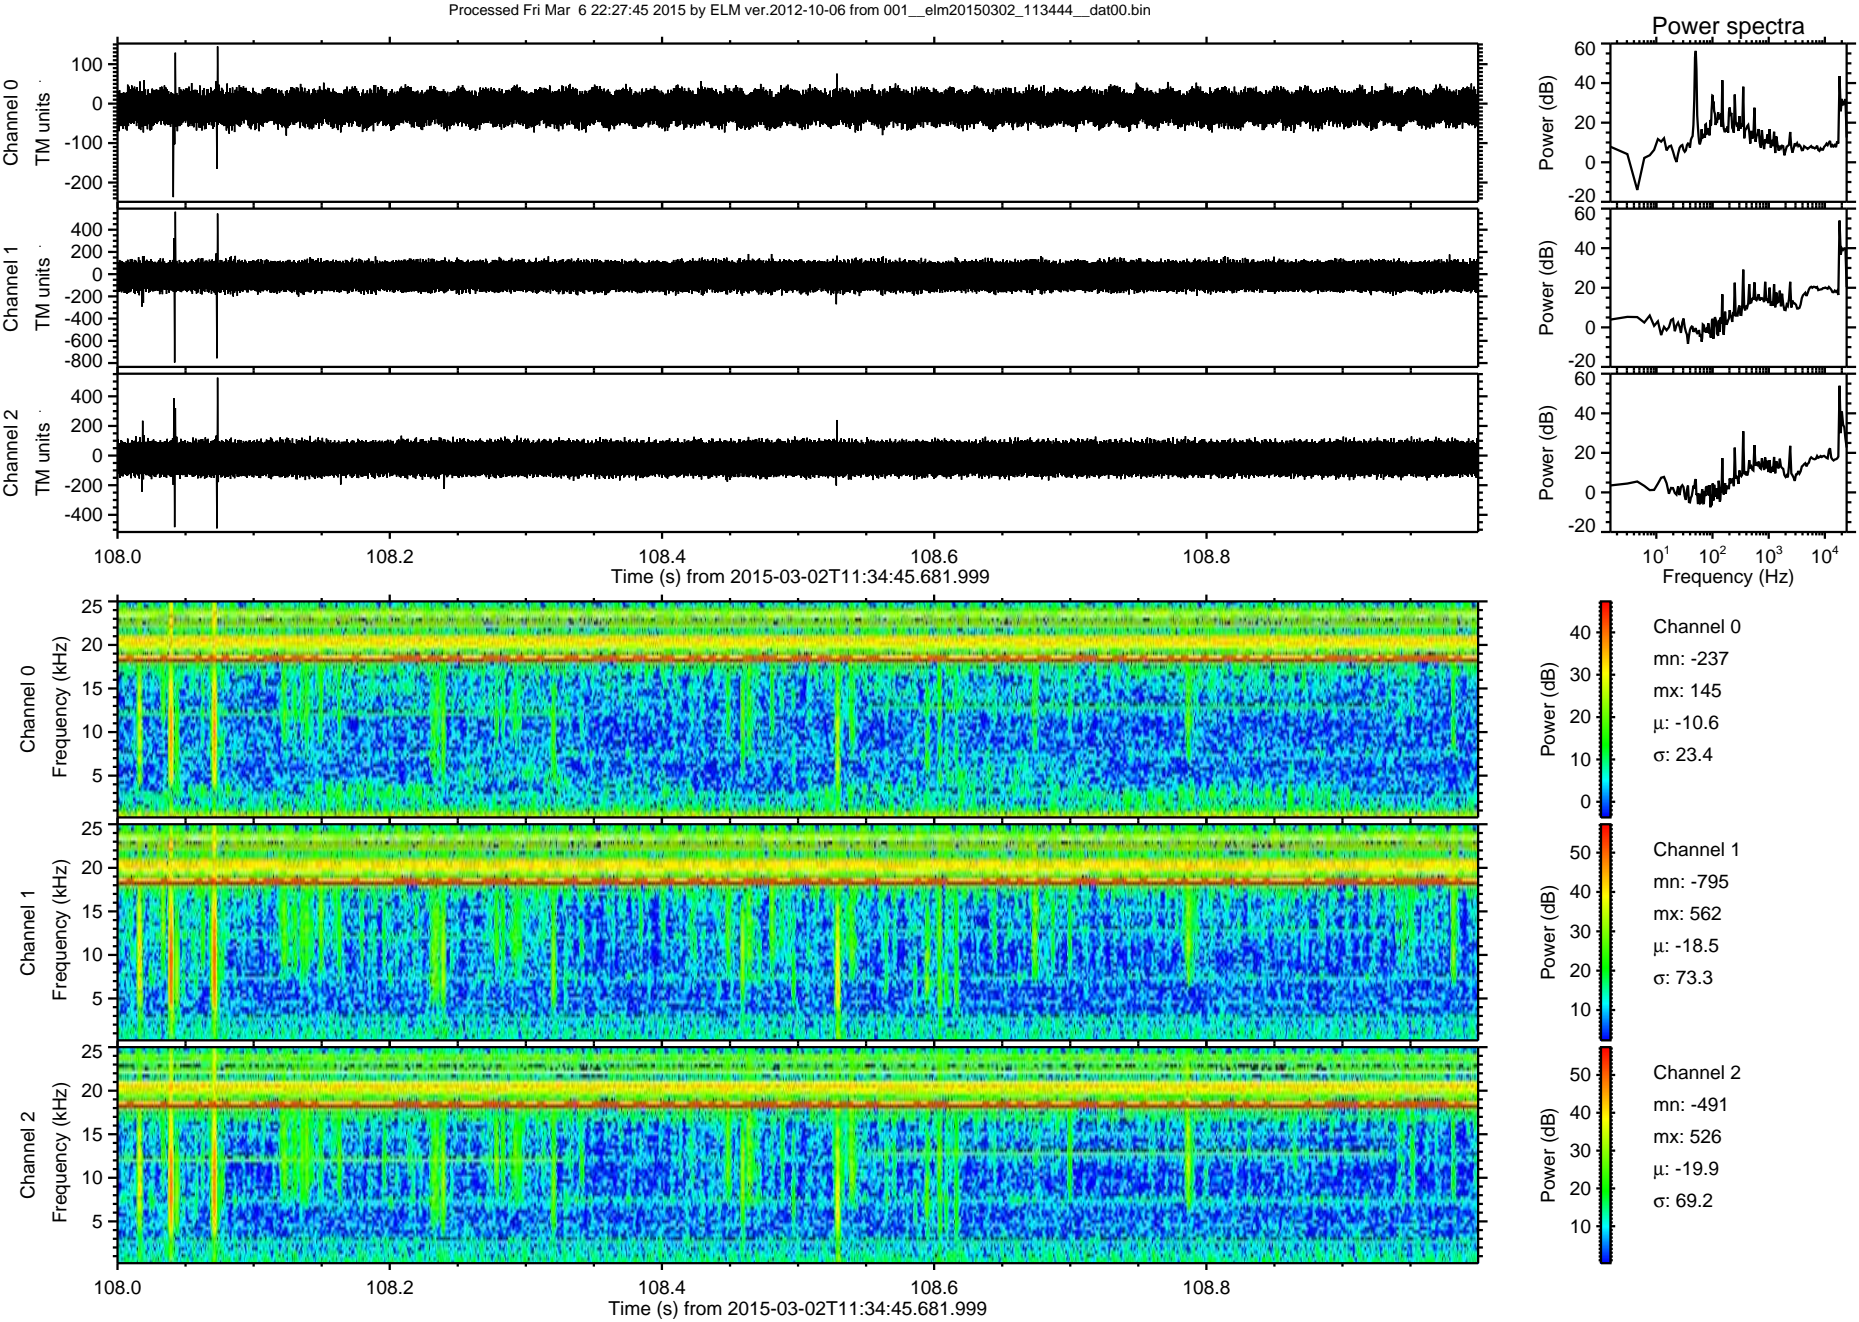 Processed Fri Mar  6 22:27:45 2015 by ELM ver.2012-10-06 from 001__elm20150302_113444__dat00.bin
Power spectra
Channel 0
TM units
100
0
-100
-200
Power (dB)
60
40
20
0
-20
Channel 1
TM units
400
200
0
-200
-400
-600
-800
Power (dB)
60
40
20
0
-20
Channel 2
TM units
400
200
0
-200
-400
Power (dB)
60
40
20
0
-20
108.0 108.2 108.4 108.6 108.8
Time (s) from 2015-03-02T11:34:45.681.999
10¹ 10² 10³ 10⁴
Frequency (Hz)
Channel 0
Frequency (kHz)
25
20
15
10
5
Power (dB)
40
30
20
10
0
Channel 0
mn: -237
mx: 145
μ: -10.6
σ: 23.4
Channel 1
Frequency (kHz)
25
20
15
10
5
Power (dB)
50
40
30
20
10
Channel 1
mn: -795
mx: 562
μ: -18.5
σ: 73.3
Channel 2
Frequency (kHz)
25
20
15
10
5
Power (dB)
50
40
30
20
10
Channel 2
mn: -491
mx: 526
μ: -19.9
σ: 69.2
108.0 108.2 108.4 108.6 108.8
Time (s) from 2015-03-02T11:34:45.681.999